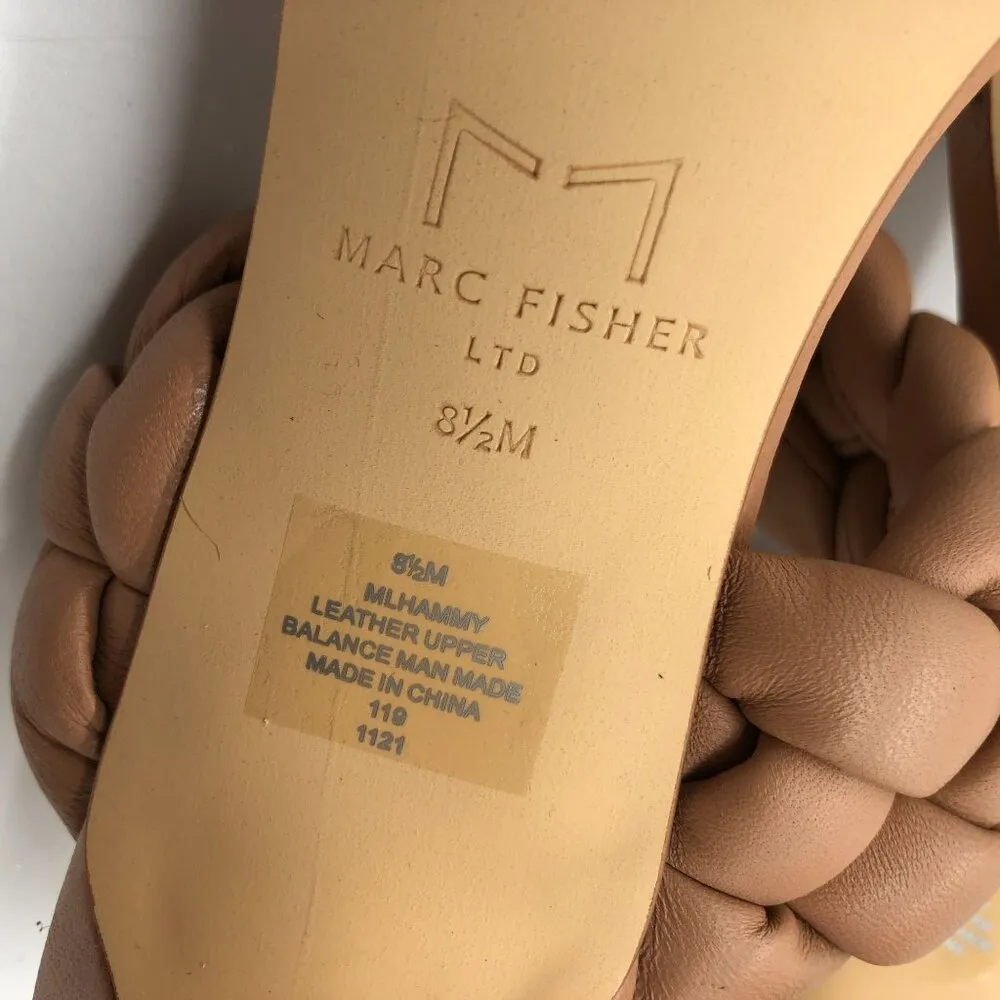 MARC FISHER
LTD
8½M
8½M
MLHAMMY
LEATHER UPPER
BALANCE MAN MADE
MADE IN CHINA
119
1121